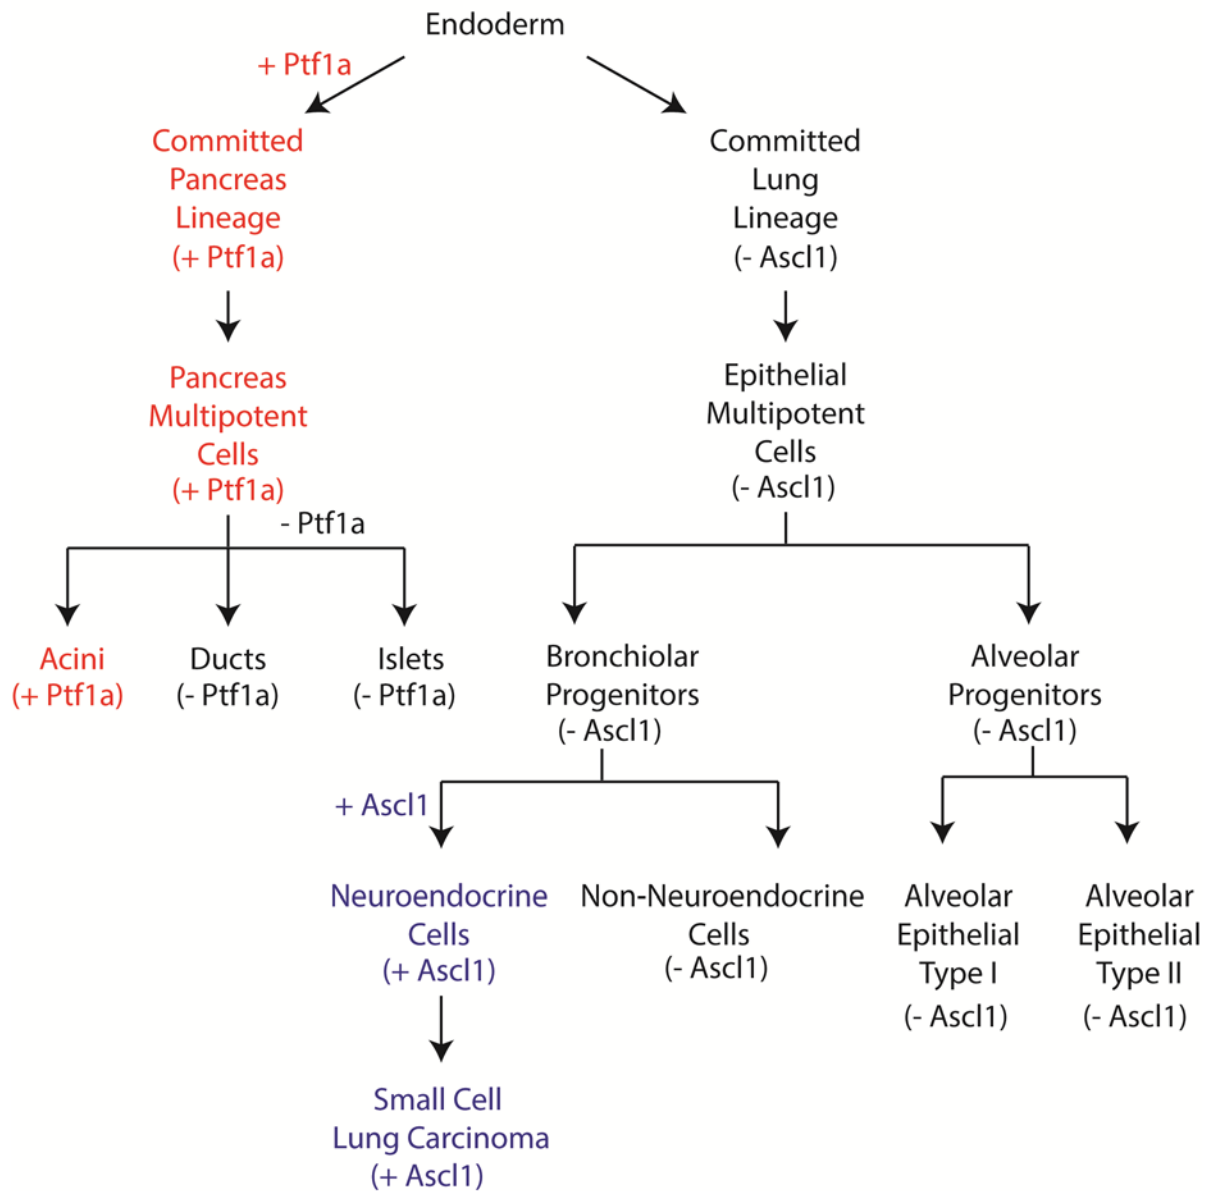 Endoderm
+ Ptf1a
Committed
Pancreas
Lineage
(+ Ptf1a)
Committed
Lung
Lineage
(- Ascl1)
Pancreas
Multipotent
Cells
(+ Ptf1a)
Epithelial
Multipotent
Cells
(- Ascl1)
- Ptf1a
Acini
(+ Ptf1a)
Ducts
(- Ptf1a)
Islets
(- Ptf1a)
Bronchiolar
Progenitors
(- Ascl1)
Alveolar
Progenitors
(- Ascl1)
+ Ascl1
Neuroendocrine
Cells
(+ Ascl1)
Non-Neuroendocrine
Cells
(- Ascl1)
Alveolar
Epithelial
Type I
(- Ascl1)
Alveolar
Epithelial
Type II
(- Ascl1)
Small Cell
Lung Carcinoma
(+ Ascl1)